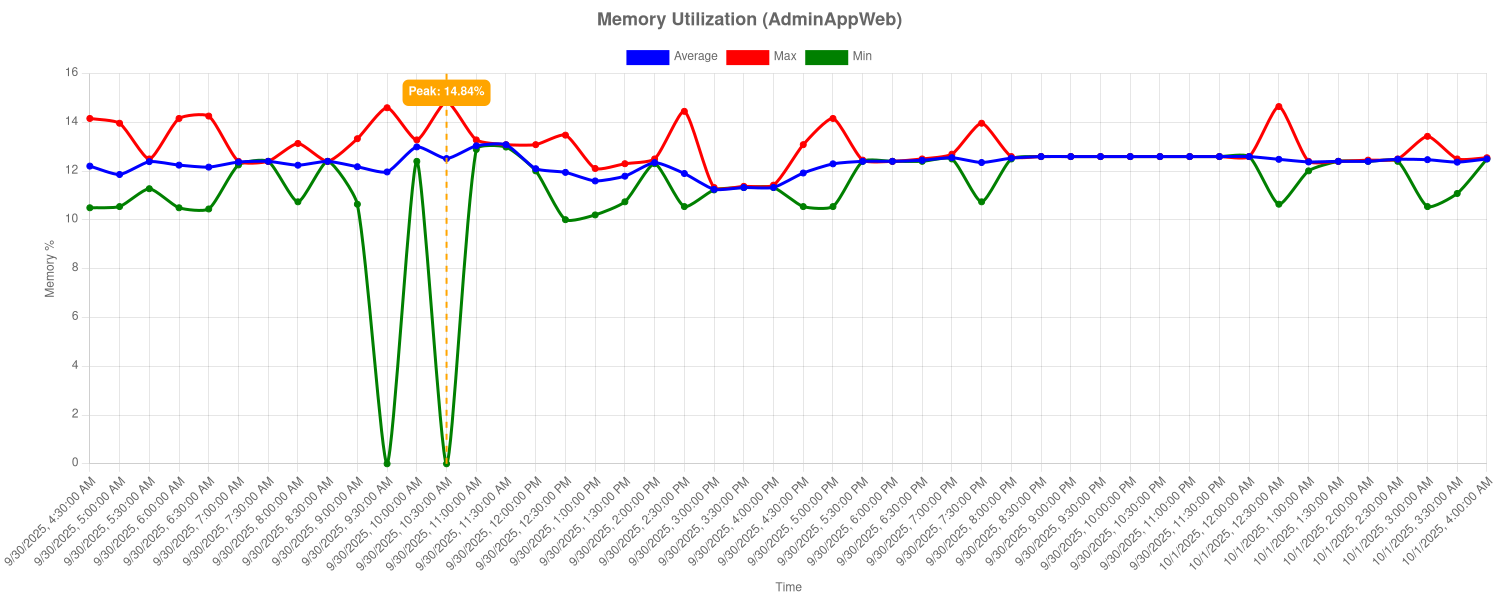 Memory Utilization (AdminAppWeb)
Average Max Min
Peak: 14.84%
Memory %
16
14
12
10
8
6
4
2
0
9/30/2025, 4:30:00 AM
9/30/2025, 5:00:00 AM
9/30/2025, 5:30:00 AM
9/30/2025, 6:00:00 AM
9/30/2025, 6:30:00 AM
9/30/2025, 7:00:00 AM
9/30/2025, 7:30:00 AM
9/30/2025, 8:00:00 AM
9/30/2025, 8:30:00 AM
9/30/2025, 9:00:00 AM
9/30/2025, 9:30:00 AM
9/30/2025, 10:00:00 AM
9/30/2025, 10:30:00 AM
9/30/2025, 11:00:00 AM
9/30/2025, 11:30:00 AM
9/30/2025, 12:00:00 PM
9/30/2025, 12:30:00 PM
9/30/2025, 1:00:00 PM
9/30/2025, 1:30:00 PM
9/30/2025, 2:00:00 PM
9/30/2025, 2:30:00 PM
9/30/2025, 3:00:00 PM
9/30/2025, 3:30:00 PM
9/30/2025, 4:00:00 PM
9/30/2025, 4:30:00 PM
9/30/2025, 5:00:00 PM
9/30/2025, 5:30:00 PM
9/30/2025, 6:00:00 PM
9/30/2025, 6:30:00 PM
9/30/2025, 7:00:00 PM
9/30/2025, 7:30:00 PM
9/30/2025, 8:00:00 PM
9/30/2025, 8:30:00 PM
9/30/2025, 9:00:00 PM
9/30/2025, 9:30:00 PM
9/30/2025, 10:00:00 PM
9/30/2025, 10:30:00 PM
9/30/2025, 11:00:00 PM
9/30/2025, 11:30:00 PM
10/1/2025, 12:00:00 AM
10/1/2025, 12:30:00 AM
10/1/2025, 1:00:00 AM
10/1/2025, 1:30:00 AM
10/1/2025, 2:00:00 AM
10/1/2025, 2:30:00 AM
10/1/2025, 3:00:00 AM
10/1/2025, 3:30:00 AM
10/1/2025, 4:00:00 AM
Time